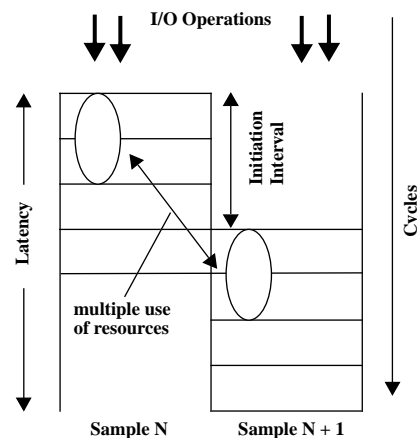 I/O Operations
Latency
Initiation
Interval
Cycles
multiple use
of resources
Sample N
Sample N + 1